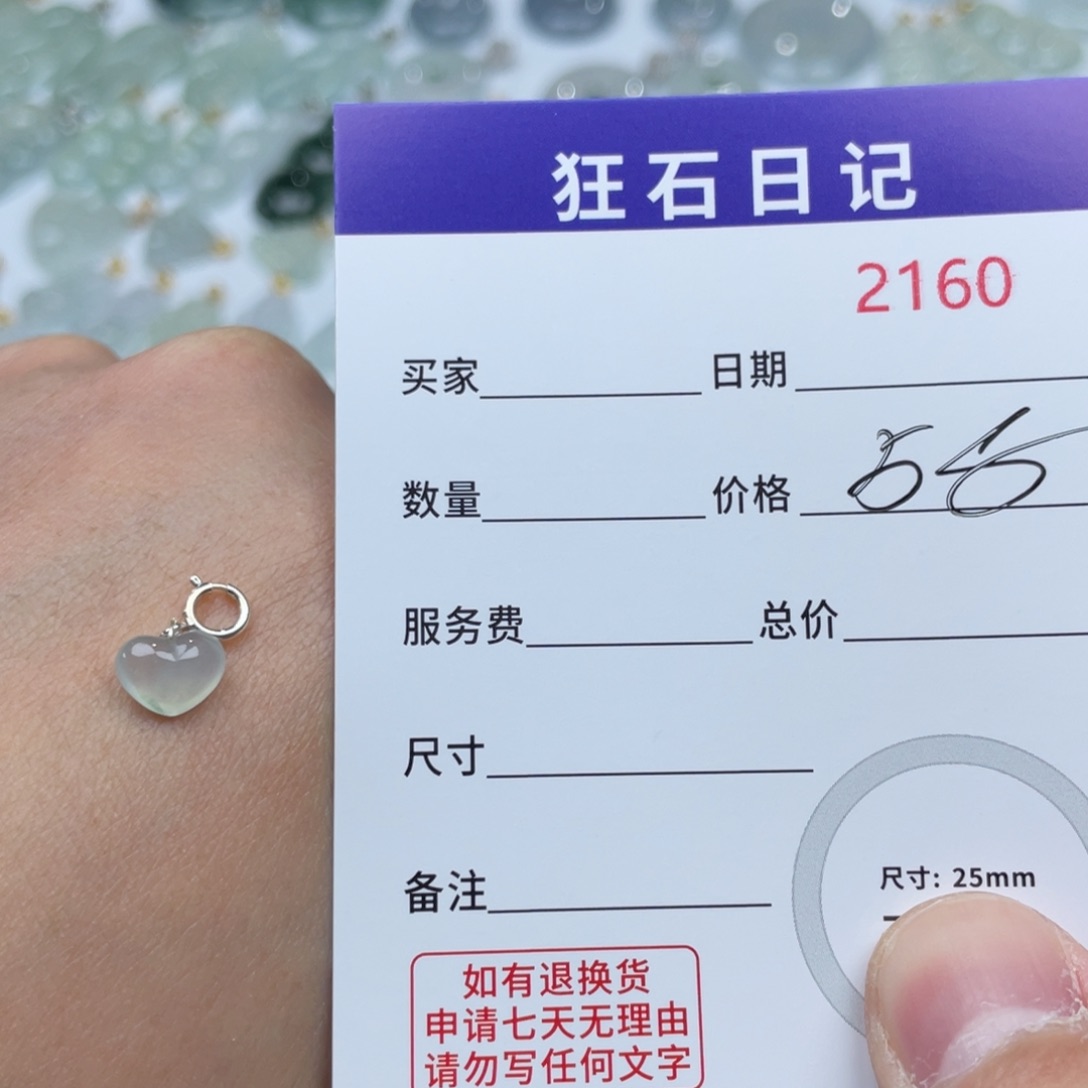 狂石日记
2160
买家 日期
数量 价格
服务费 总价
尺寸
尺寸: 25mm
备注
如有退换货
申请七天无理由
请勿写任何文字